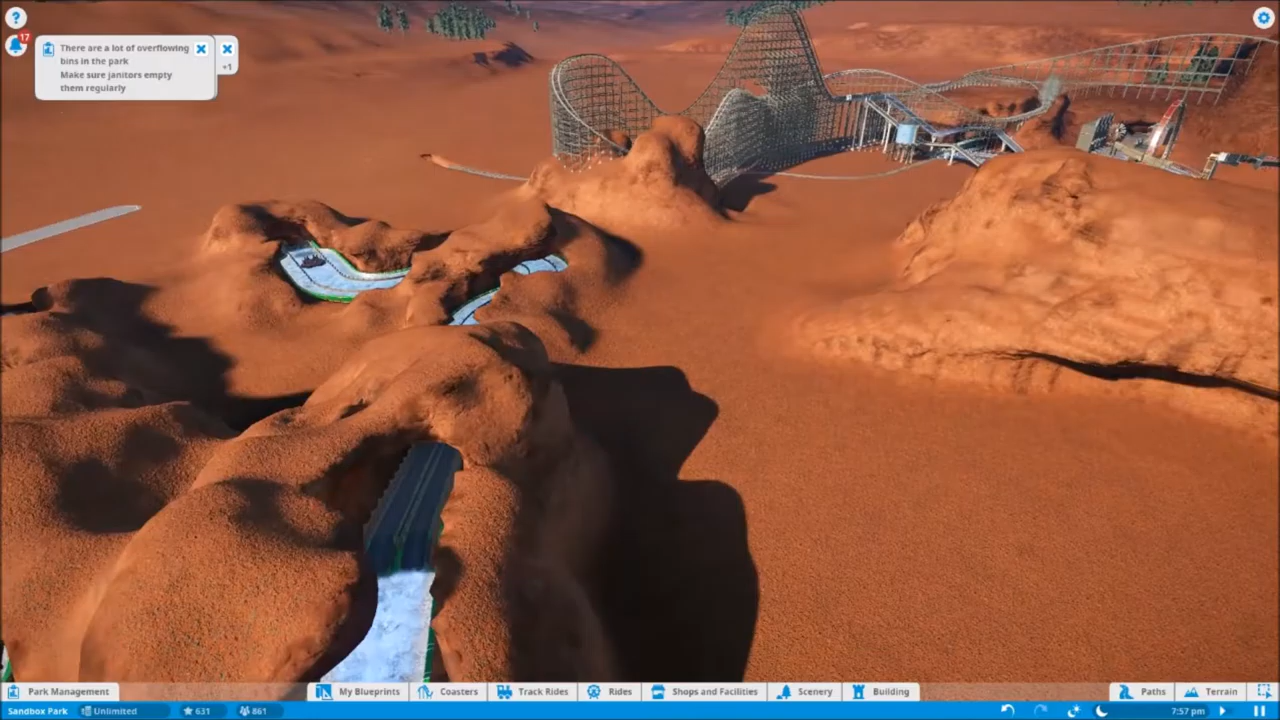 ?
17
There are a lot of overflowing
bins in the park
Make sure janitors empty
them regularly
+1
Park Management
My Blueprints
Coasters
Track Rides
Rides
Shops and Facilities
Scenery
Building
Paths
Terrain
Sandbox Park
Unlimited
631
861
7:57 pm